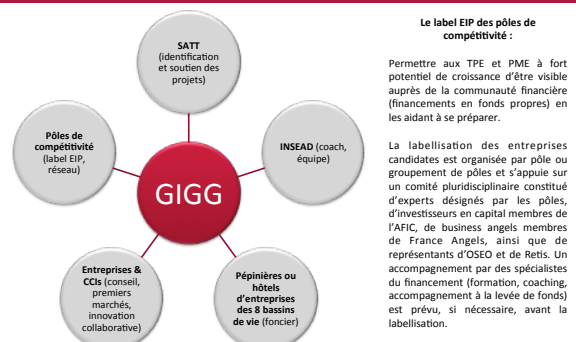 SATT
(identification
et soutien des
projets)
Pôles de
compétitivité
(label EIP,
réseau)
INSEAD (coach,
équipe)
GIGG
Entreprises &
CCIs (conseil,
premiers
marchés,
innovation
collaborative)
Pépinières ou
hôtels
d’entreprises
des 8 bassins
de vie (foncier)
Le label EIP des pôles de
compétitivité :
Permettre aux TPE et PME à fort
potentiel de croissance d’être visible
auprès de la communauté financière
(financements en fonds propres) en
les aidant à se préparer.
La labellisation des entreprises
candidates est organisée par pôle ou
groupement de pôles et s’appuie sur
un comité pluridisciplinaire constitué
d’experts désignés par les pôles,
d’investisseurs en capital membres de
l’AFIC, de business angels membres
de France Angels, ainsi que de
représentants d’OSEO et de Retis. Un
accompagnement par des spécialistes
du financement (formation, coaching,
accompagnement à la levée de fonds)
est prévu, si nécessaire, avant la
labellisation.